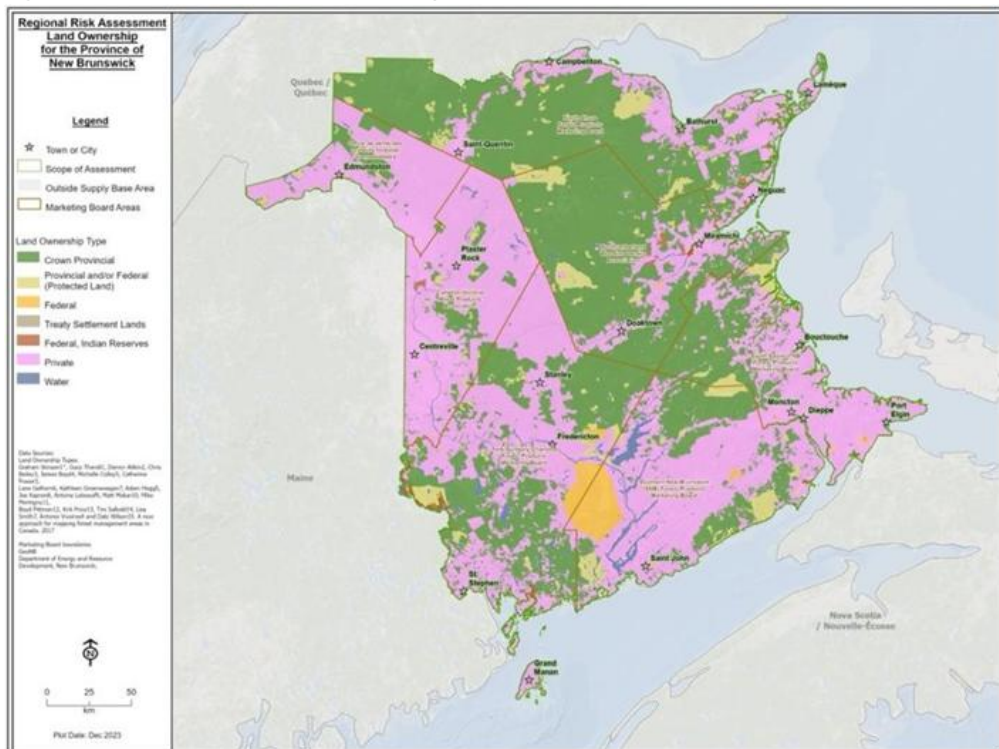 Regional Risk Assessment
Land Ownership
for the Province of
New Brunswick
Legend
Town or City
Scope of Assessment
Outside Supply Base Area
Marketing Board Areas
Land Ownership Type
Crown Provincial
Provincial and/or Federal
(Protected Land)
Federal
Treaty Settlement Lands
Federal, Indian Reserves
Private
Water
Data Sources:
Land Ownership Types:
Canada, 2017
Marketing Board boundaries
GeoNB
Department of Energy and Resource
Development, New Brunswick.
N
0 25 50
km
Plot Date: Dec 2023
Quebec /
Québec
Campbellton
Lamèque
Bathurst
Saint-Quentin
Edmundston
Neguac
Miramichi
Plaster
Rock
Doaktown
Centreville
Bouctouche
Stanley
Moncton
Dieppe
Port
Elgin
Fredericton
Maine
Saint John
St.
Stephen
Nova Scotia
/ Nouvelle-Écosse
Grand
Manan